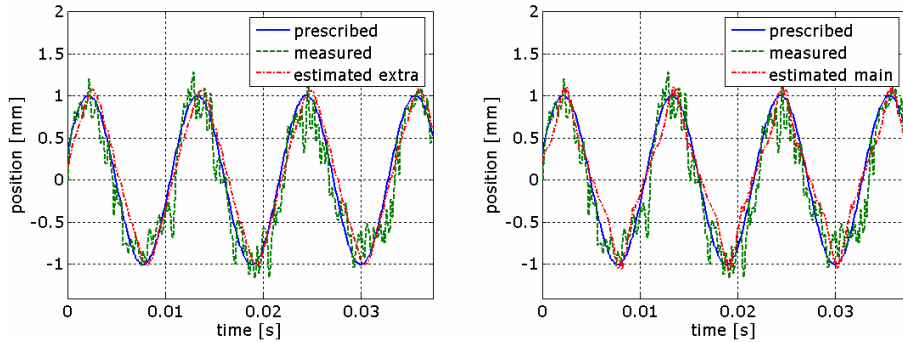 2
1.5
1
0.5
0
-0.5
-1
position [mm]
prescribed
measured
estimated extra
0
0.01
0.02
0.03
time [s]
2
1.5
1
0.5
0
-0.5
-1
position [mm]
prescribed
measured
estimated main
0
0.01
0.02
0.03
time [s]